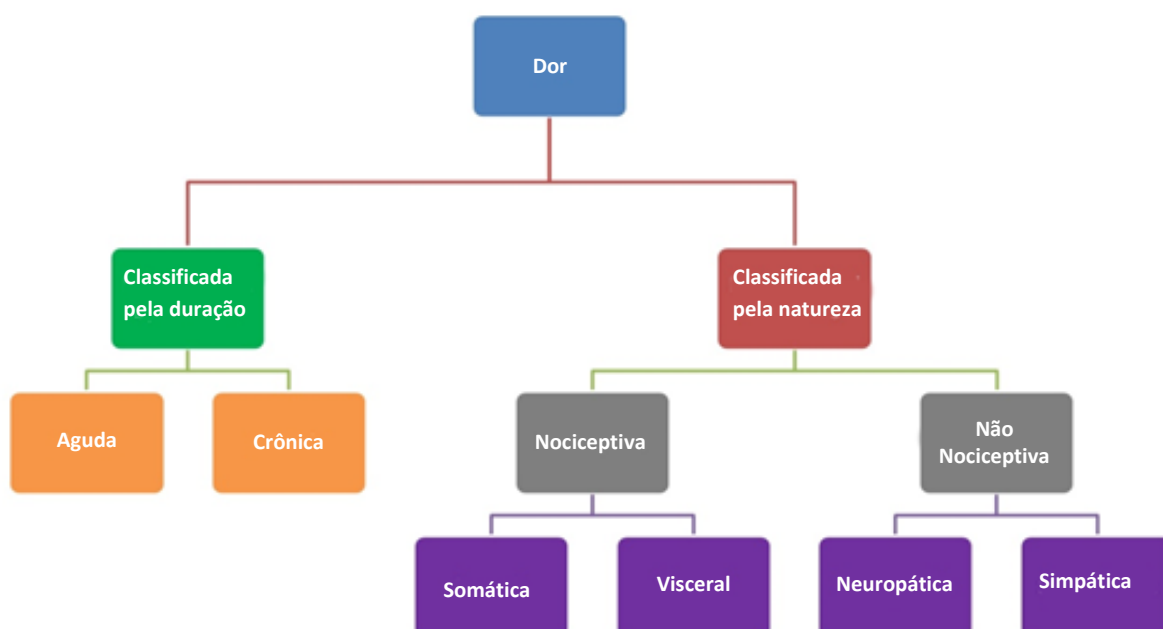 Dor
Classificada
pela duração
Classificada
pela natureza
Aguda
Crônica
Nociceptiva
Não
Nociceptiva
Somática
Visceral
Neuropática
Simpática